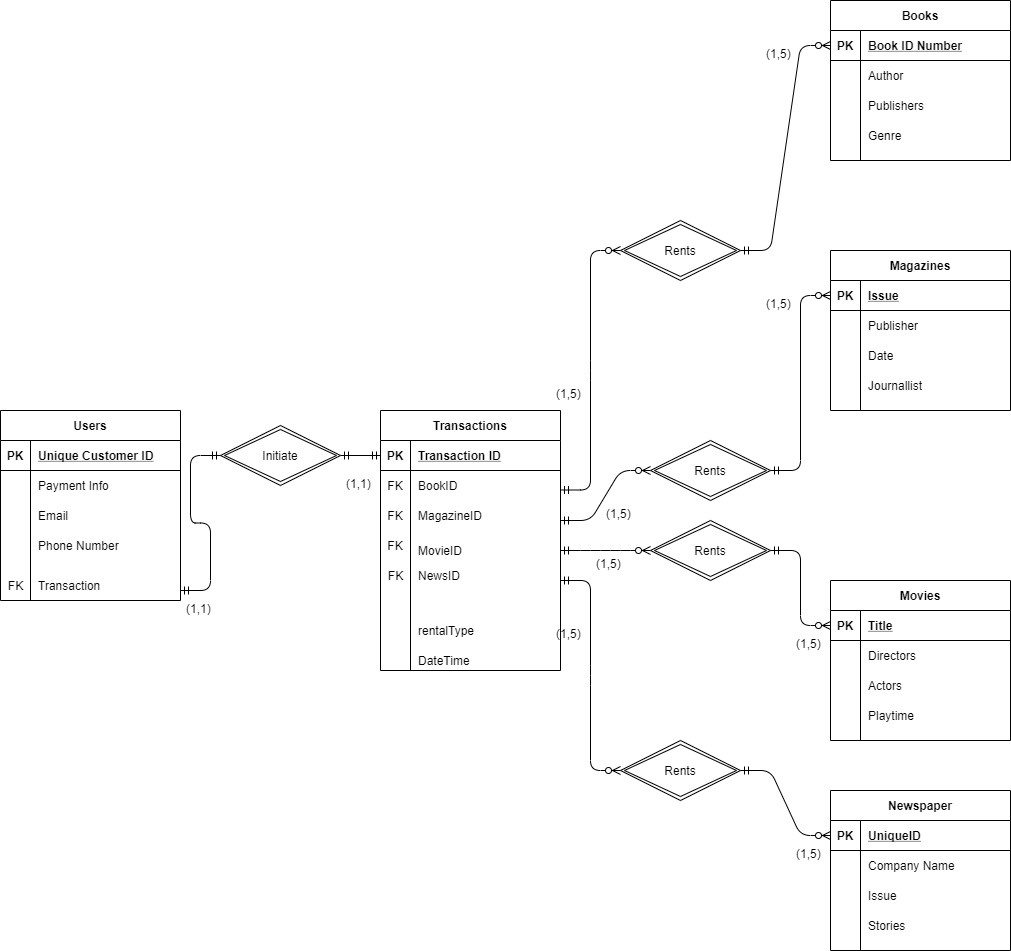 Books
PK Book ID Number
Author
Publishers
Genre
(1,5)
Rents
(1,5)
Magazines
PK Issue
Publisher
Date
Journallist
(1,5)
Rents
(1,5)
Users
PK Unique Customer ID
Payment Info
Email
Phone Number
FK Transaction
(1,1)
Initiate
(1,1)
Transactions
PK Transaction ID
FK BookID
FK MagazineID
FK MovieID
FK NewsID
rentalType
DateTime
Rents
(1,5)
(1,5)
Movies
PK Title
Directors
Actors
Playtime
(1,5)
Rents
(1,5)
Newspaper
PK UniqueID
Company Name
Issue
Stories